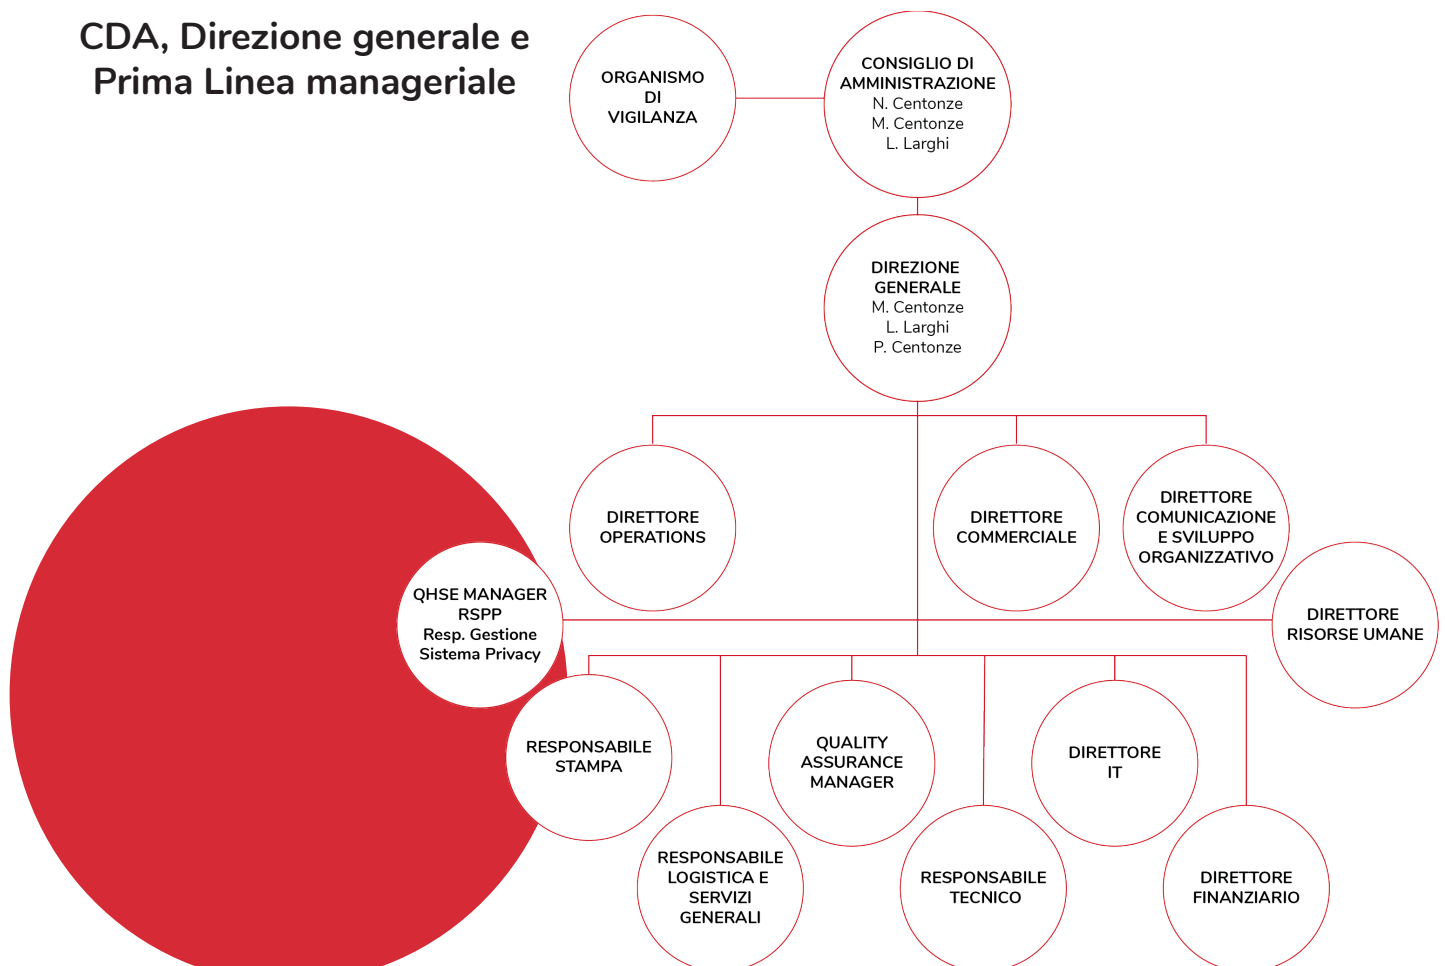 CDA, Direzione generale e
Prima Linea manageriale
ORGANISMO
DI
VIGILANZA
CONSIGLIO DI
AMMINISTRAZIONE
N. Centonze
M. Centonze
L. Larghi
DIREZIONE
GENERALE
M. Centonze
L. Larghi
P. Centonze
DIRETTORE
OPERATIONS
DIRETTORE
COMMERCIALE
DIRETTORE
COMUNICAZIONE
E SVILUPPO
ORGANIZZATIVO
QHSE MANAGER
RSPP
Resp. Gestione
Sistema Privacy
DIRETTORE
RISORSE UMANE
RESPONSABILE
STAMPA
RESPONSABILE
LOGISTICA E
SERVIZI
GENERALI
QUALITY
ASSURANCE
MANAGER
RESPONSABILE
TECNICO
DIRETTORE
IT
DIRETTORE
FINANZIARIO